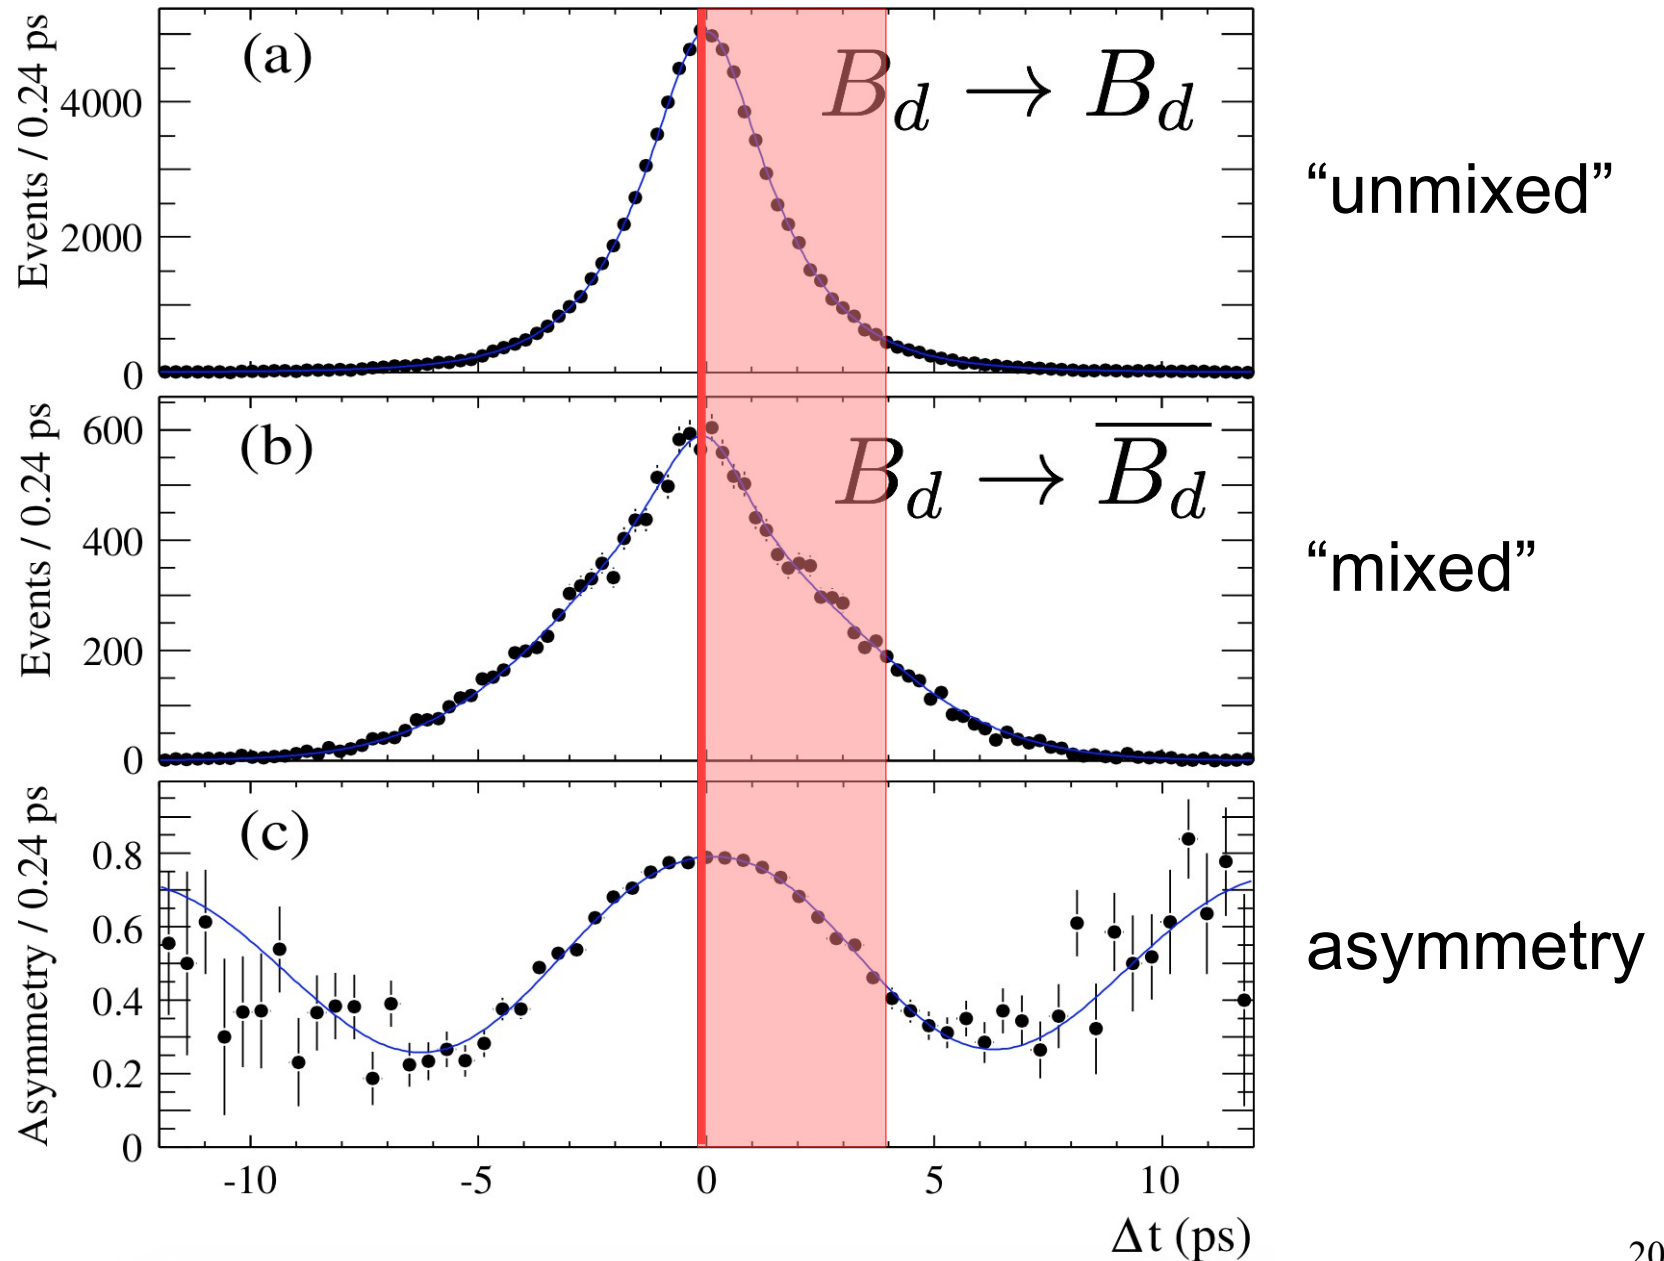 (a)
B_d → B_d
Events / 0.24 ps
4000
2000
0
“unmixed”
(b)
B_d → \overline{B_d}
Events / 0.24 ps
600
400
200
0
“mixed”
(c)
Asymmetry / 0.24 ps
0.8
0.6
0.4
0.2
0
asymmetry
-10 -5 0 5 10
Δt (ps)
20